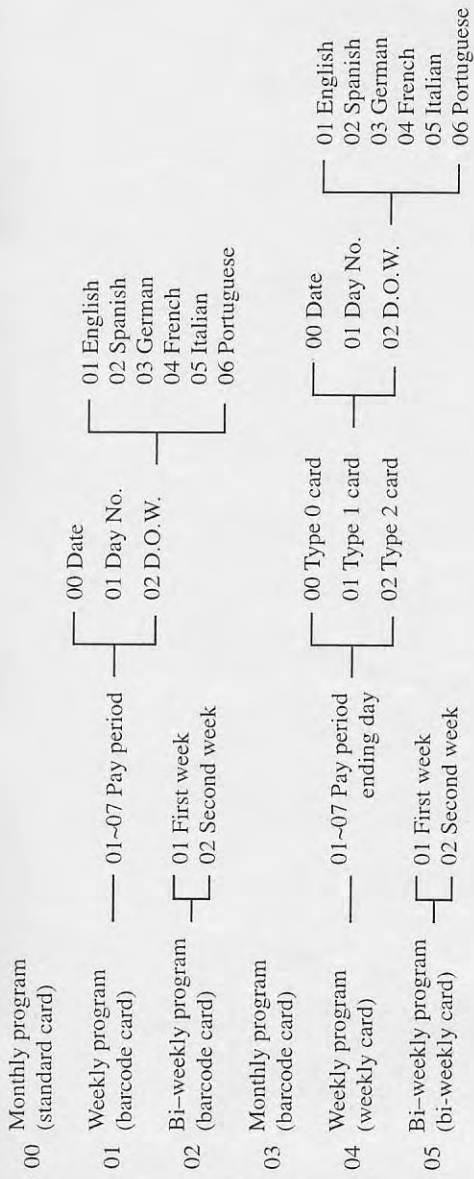 00 Monthly program
(standard card)
01 Weekly program
(barcode card)
01~07 Pay period
00 Date
01 Day No.
02 D.O.W.
01 English
02 Spanish
03 German
04 French
05 Italian
06 Portuguese
02 Bi–weekly program
(barcode card)
01 First week
02 Second week
03 Monthly program
(barcode card)
04 Weekly program
(weekly card)
01~07 Pay period
ending day
00 Type 0 card
01 Type 1 card
02 Type 2 card
00 Date
01 Day No.
02 D.O.W.
01 English
02 Spanish
03 German
04 French
05 Italian
06 Portuguese
05 Bi–weekly program
(bi-weekly card)
01 First week
02 Second week